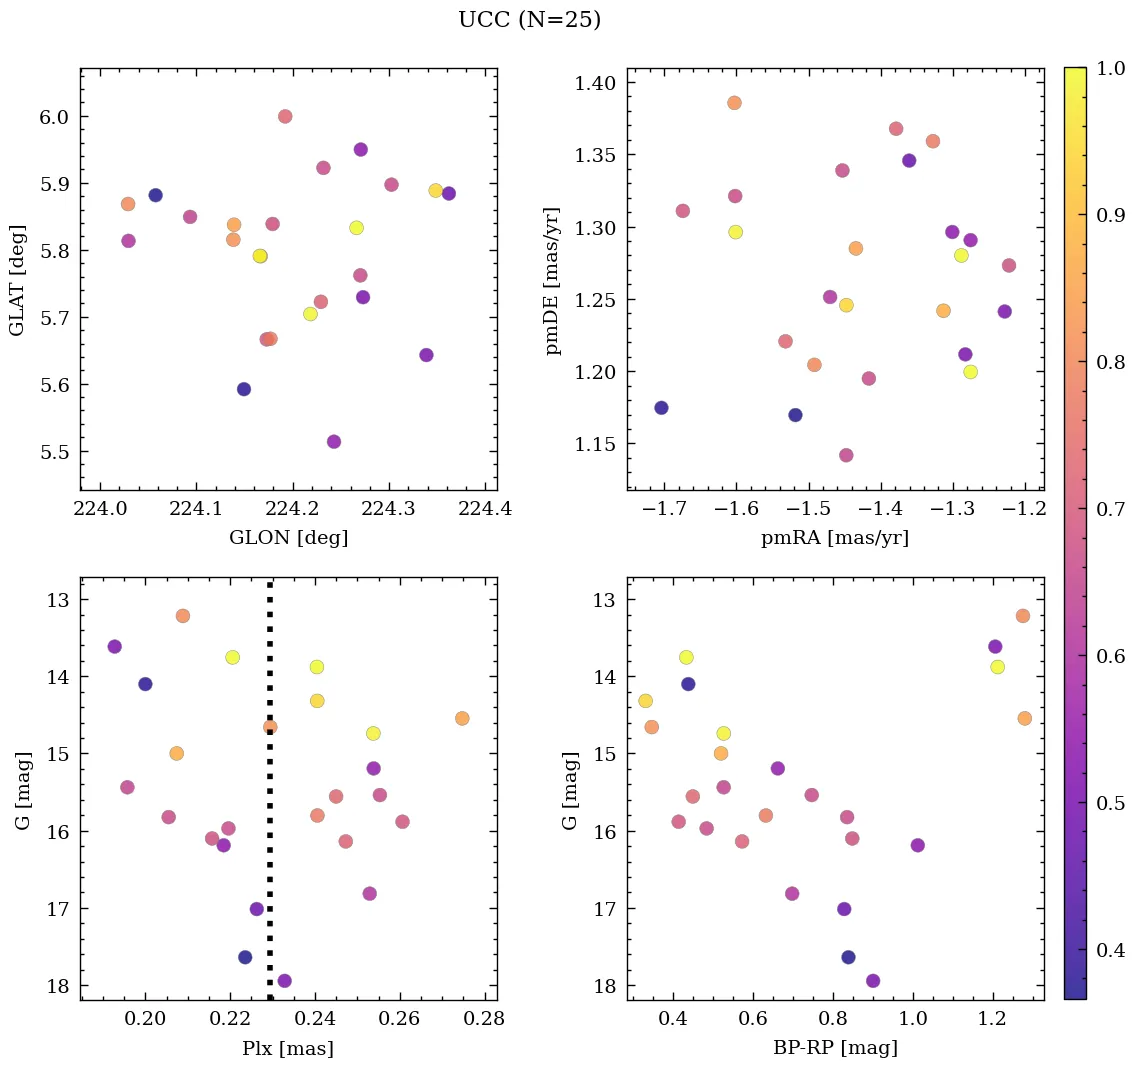 UCC (N=25)
6.0
5.9
5.8
5.7
5.6
5.5
GLAT [deg]
224.0 224.1 224.2 224.3 224.4
GLON [deg]
1.40
1.35
1.30
1.25
1.20
1.15
pmDE [mas/yr]
−1.7 −1.6 −1.5 −1.4 −1.3 −1.2
pmRA [mas/yr]
1.0
0.9
0.8
0.7
0.6
0.5
0.4
13
14
15
16
17
18
G [mag]
0.20 0.22 0.24 0.26 0.28
Plx [mas]
13
14
15
16
17
18
G [mag]
0.4 0.6 0.8 1.0 1.2
BP-RP [mag]